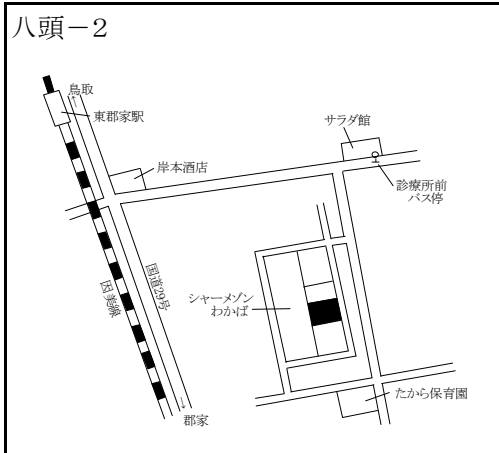 八頭－2
鳥取
東郡家駅
岸本酒店
サラダ館
診療所前
バス停
国道29号
因美線
シャーメゾン
わかば
たから保育園
郡家